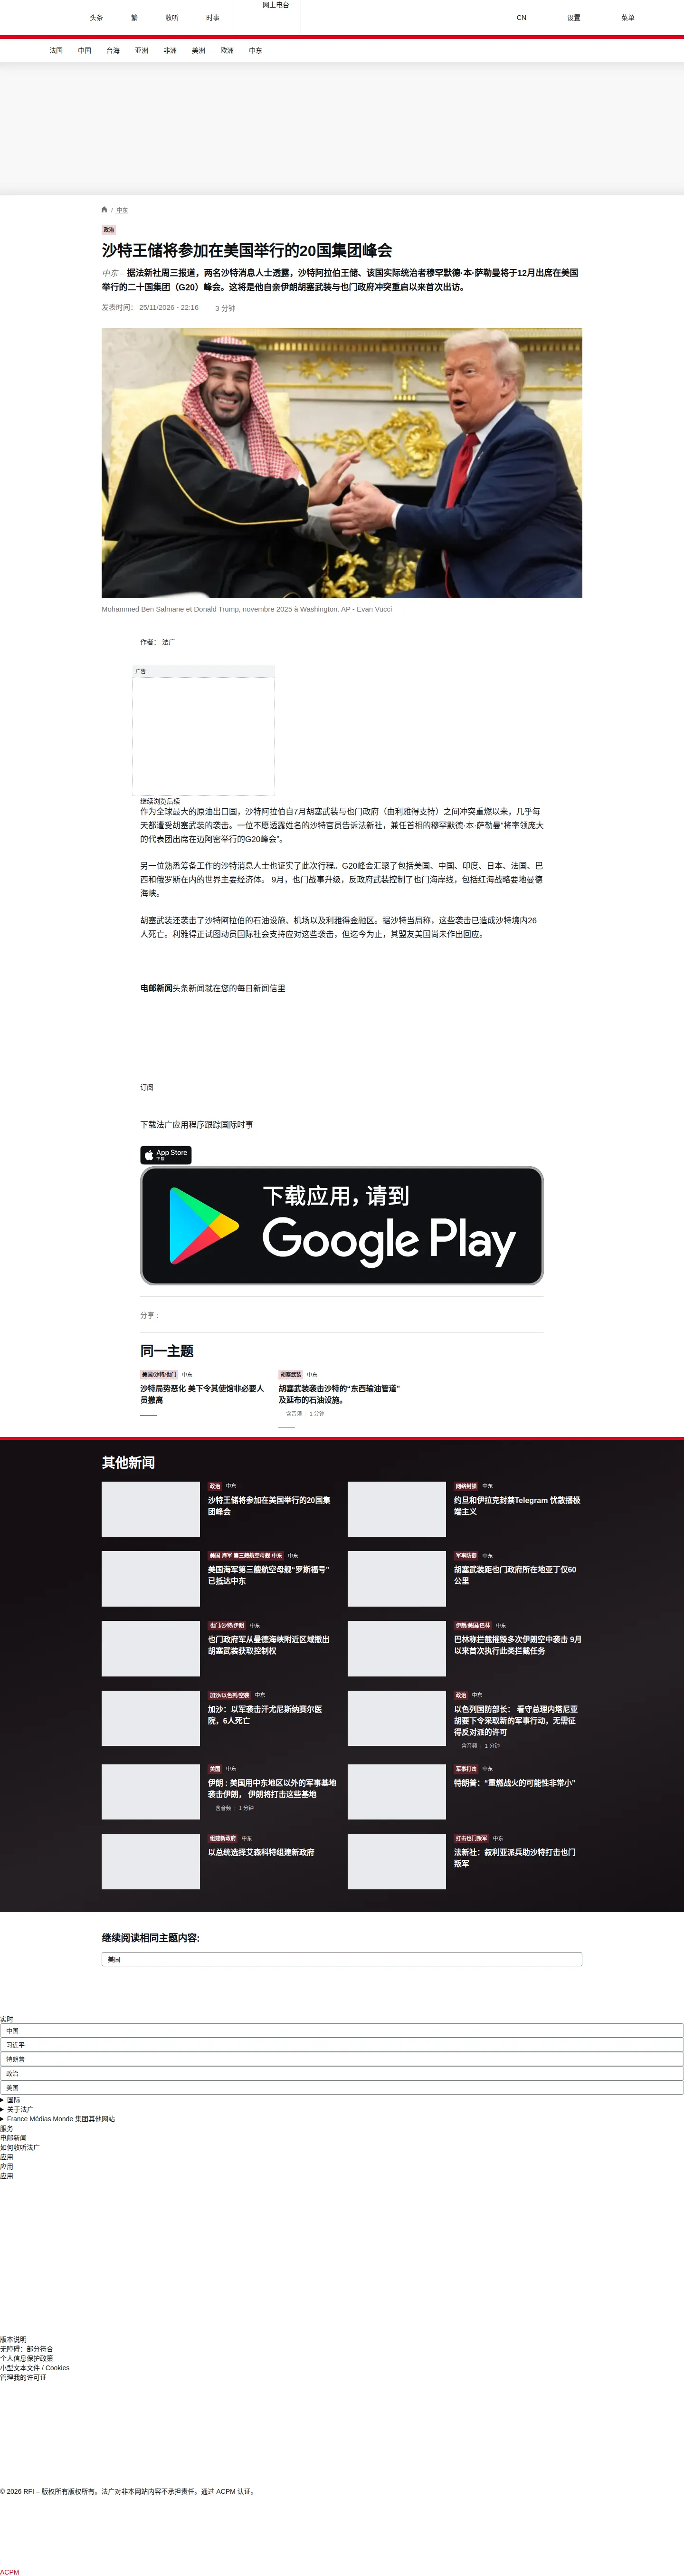 网上电台
头条
繁
收听
时事
CN
设置
菜单
法国
中国
台海
亚洲
非洲
美洲
欧洲
中东
/ 中东
政治
沙特王储将参加在美国举行的20国集团峰会
中东 – 据法新社周三报道，两名沙特消息人士透露，沙特阿拉伯王储、该国实际统治者穆罕默德·本·萨勒曼将于12月出席在美国
举行的二十国集团（G20）峰会。这将是他自亲伊朗胡塞武装与也门政府冲突重启以来首次出访。
发表时间： 25/11/2026 - 22:16
3 分钟
Mohammed Ben Salmane et Donald Trump, novembre 2025 à Washington. AP - Evan Vucci
作者： 法广
广告
继续浏览后续
作为全球最大的原油出口国，沙特阿拉伯自7月胡塞武装与也门政府（由利雅得支持）之间冲突重燃以来，几乎每
天都遭受胡塞武装的袭击。一位不愿透露姓名的沙特官员告诉法新社，兼任首相的穆罕默德·本·萨勒曼“将率领庞大
的代表团出席在迈阿密举行的G20峰会”。
另一位熟悉筹备工作的沙特消息人士也证实了此次行程。G20峰会汇聚了包括美国、中国、印度、日本、法国、巴
西和俄罗斯在内的世界主要经济体。 9月，也门战事升级，反政府武装控制了也门海岸线，包括红海战略要地曼德
海峡。
胡塞武装还袭击了沙特阿拉伯的石油设施、机场以及利雅得金融区。据沙特当局称，这些袭击已造成沙特境内26
人死亡。利雅得正试图动员国际社会支持应对这些袭击，但迄今为止，其盟友美国尚未作出回应。
电邮新闻头条新闻就在您的每日新闻信里
订阅
下载法广应用程序跟踪国际时事
App Store
下载
下载应用，请到
Google Play
分享 :
同一主题
美国/沙特/也门 中东
沙特局势恶化 美下令其使馆非必要人
员撤离
胡塞武装 中东
胡塞武装袭击沙特的“东西输油管道”
及延布的石油设施。
含音频 1 分钟
其他新闻
政治 中东
沙特王储将参加在美国举行的20国集
团峰会
网络封锁 中东
约旦和伊拉克封禁Telegram 忧散播极
端主义
美国 海军 第三艘航空母舰 中东 中东
美国海军第三艘航空母舰“罗斯福号”
已抵达中东
军事防御 中东
胡塞武装距也门政府所在地亚丁仅60
公里
也门/沙特/伊朗 中东
也门政府军从曼德海峡附近区域撤出
胡塞武装获取控制权
伊朗/美国/巴林 中东
巴林称拦截摧毁多次伊朗空中袭击 9月
以来首次执行此类拦截任务
加沙/以色列/空袭 中东
加沙：以军袭击汗尤尼斯纳赛尔医
院，6人死亡
政治 中东
以色列国防部长： 看守总理内塔尼亚
胡要下令采取新的军事行动，无需征
得反对派的许可
含音频 1 分钟
美国 中东
伊朗 : 美国用中东地区以外的军事基地
袭击伊朗， 伊朗将打击这些基地
含音频 1 分钟
军事打击 中东
特朗普：“重燃战火的可能性非常小”
组建新政府 中东
以总统选择艾森科特组建新政府
打击也门叛军 中东
法新社：叙利亚派兵助沙特打击也门
叛军
继续阅读相同主题内容:
美国
实时
中国
习近平
特朗普
政治
美国
国际
关于法广
France Médias Monde 集团其他网站
服务
电邮新闻
如何收听法广
应用
应用
应用
版本说明
无障碍：部分符合
个人信息保护政策
小型文本文件 / Cookies
管理我的许可证
© 2026 RFI – 版权所有版权所有。法广对非本网站内容不承担责任。通过 ACPM 认证。
ACPM